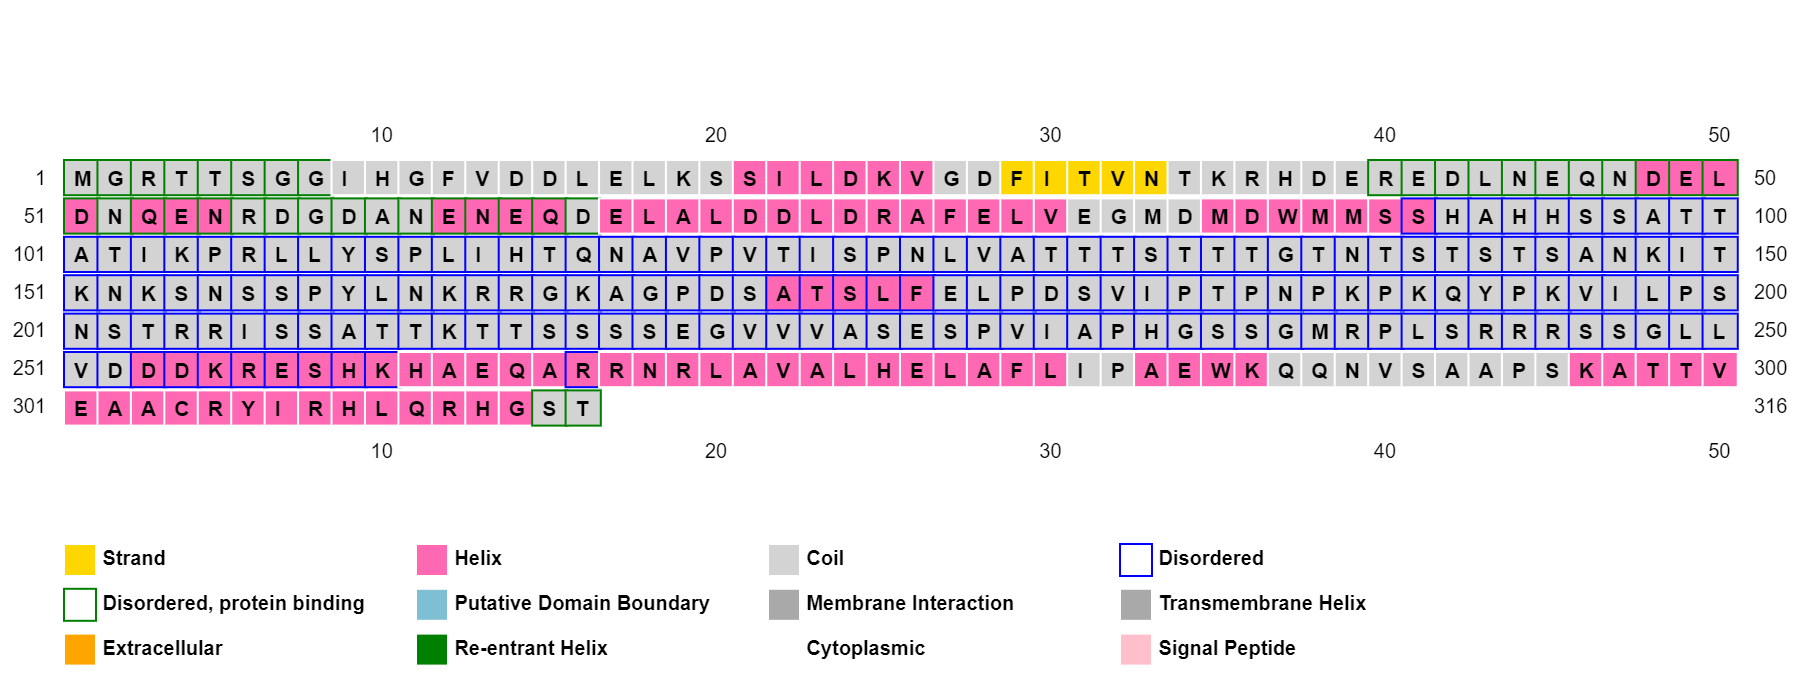 10 20 30 40 50
1 M G R T T S G G I H G F V D D L E L K S S I L D K V G D F I T V N T K R H D E R E D L N E Q N D E L 50
51 D N Q E N R D G D A N E N E Q D E L A L D D L D R A F E L V E G M D M D W M M S S H A H H S S A T T 100
101 A T I K P R L L Y S P L I H T Q N A V P V T I S P N L V A T T T S T T T G T N T S T S T S A N K I T 150
151 K N K S N S S P Y L N K R R G K A G P D S A T S L F E L P D S V I P T P N P K P K Q Y P K V I L P S 200
201 N S T R R I S S A T T K T T S S S S E G V V V A S E S P V I A P H G S S G M R P L S R R R S S G L L 250
251 V D D D K R E S H K H A E Q A R R N R L A V A L H E L A F L I P A E W K Q Q N V S A A P S K A T T V 300
301 E A A C R Y I R H L Q R H G S T 316
10 20 30 40 50
Strand Helix Coil Disordered
Disordered, protein binding Putative Domain Boundary Membrane Interaction Transmembrane Helix
Extracellular Re-entrant Helix Cytoplasmic Signal Peptide